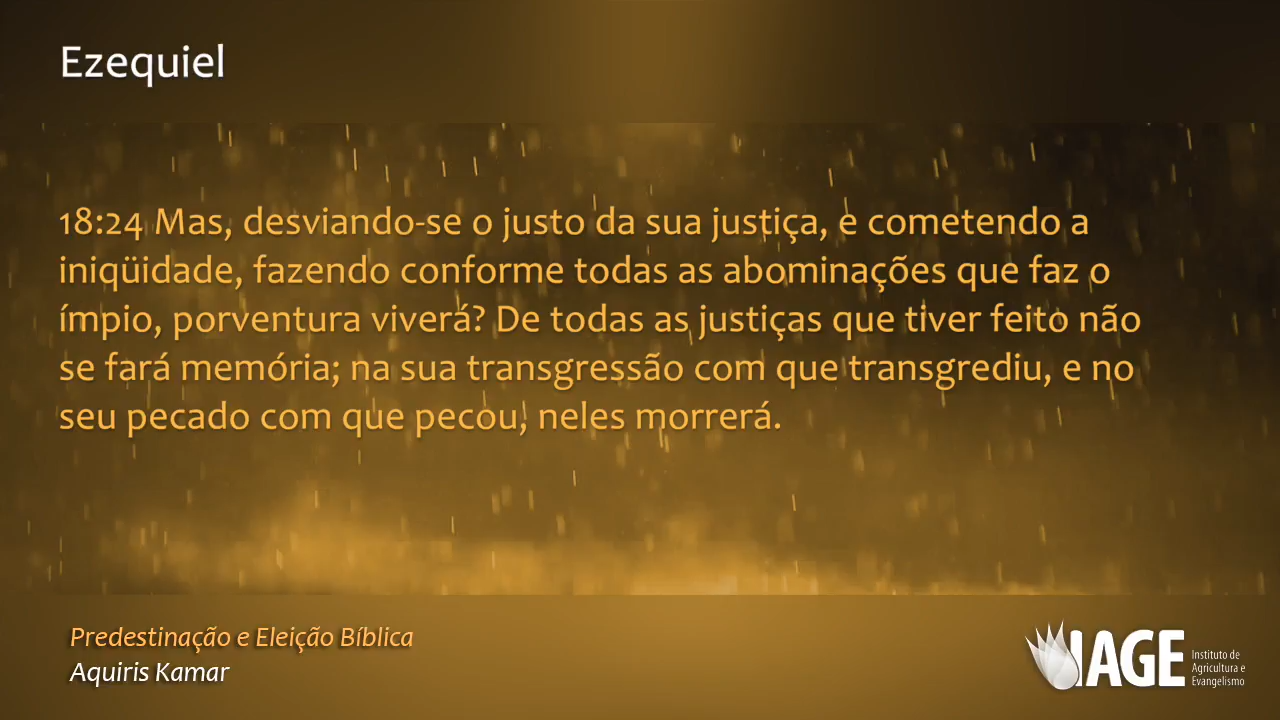 Ezequiel
18:24 Mas, desviando-se o justo da sua justiça, e cometendo a
iniqüidade, fazendo conforme todas as abominações que faz o
ímpio, porventura viverá? De todas as justiças que tiver feito não
se fará memória; na sua transgressão com que transgrediu, e no
seu pecado com que pecou, neles morrerá.
Predestinação e Eleição Bíblica
Aquiris Kamar
IAGE
Instituto de
Agricultura e
Evangelismo